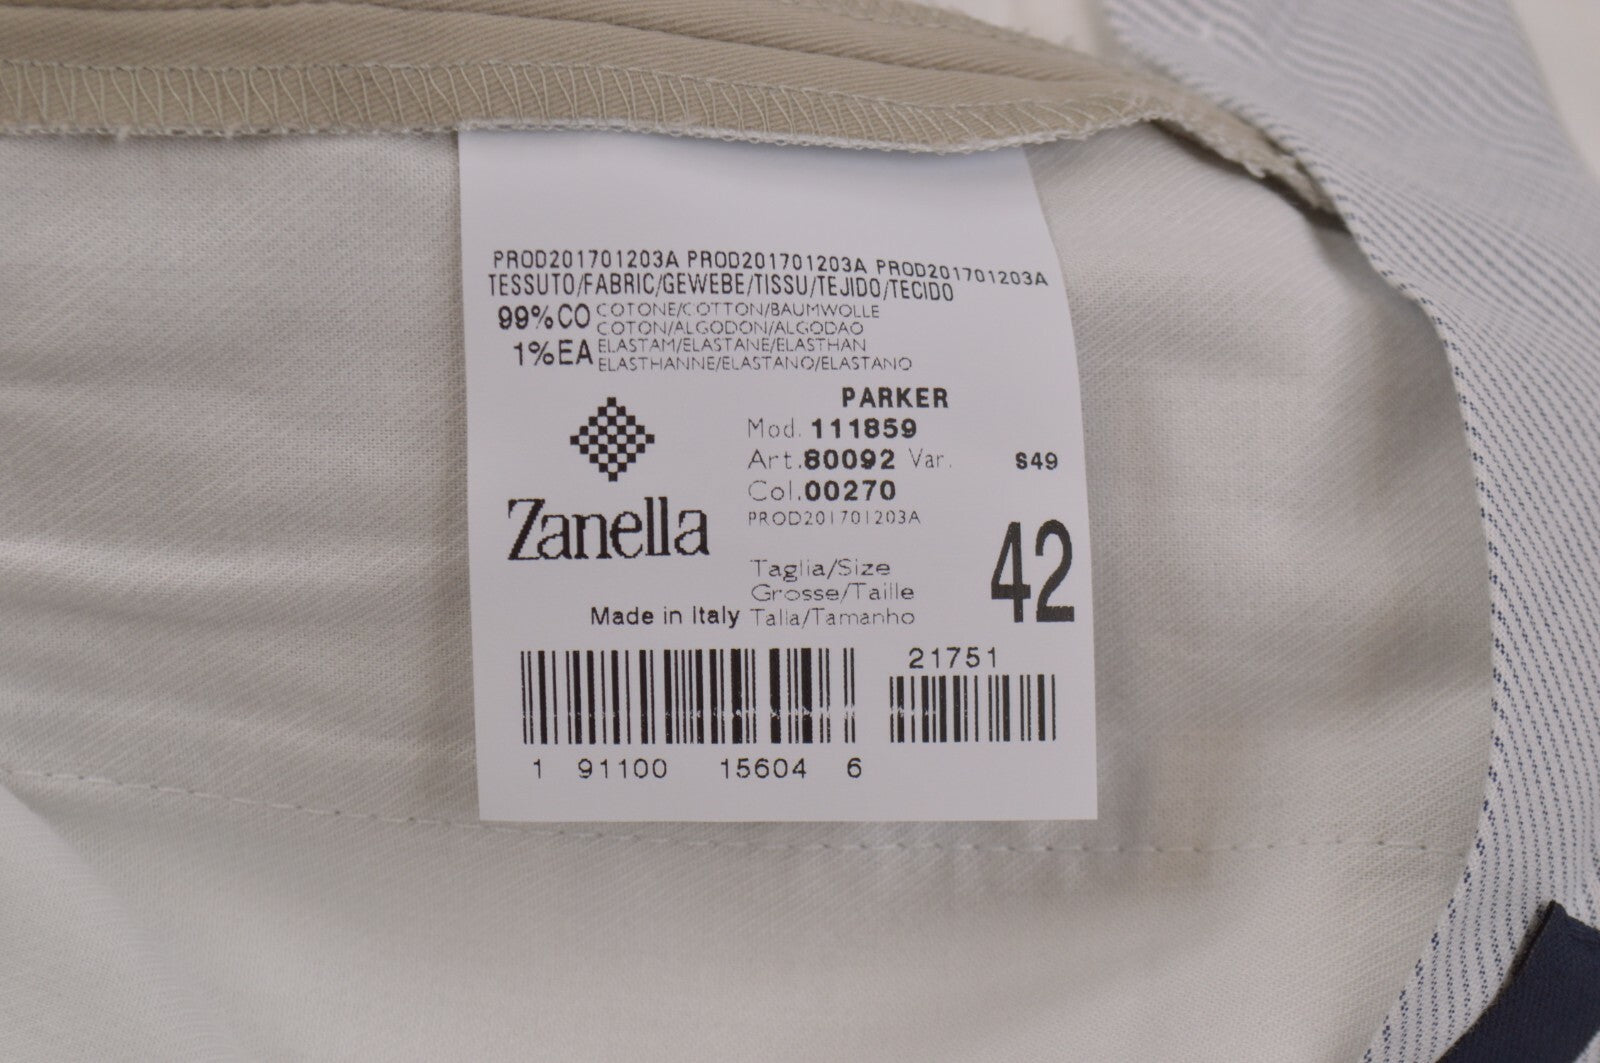 PROD201701203A PROD201701203A PROD201701203A
TESSUTO/FABRIC/GEWEBE/TISSU/TEJIDO/TECIDO
99%CO COTONE/COTTON/BAUMWOLLE
COTON/ALGODON/ALGODAO
1%EA ELASTAM/ELASTANE/ELASTHAN
ELASTHANNE/ELASTANO/ELASTANO
PARKER
Mod. 111859
Art. 80092 Var. S49
Col. 00270
PROD201701203A
Zanella
Taglia/Size
Grosse/Taille
Talla/Tamanho
42
Made in Italy
21751
1 91100 15604 6